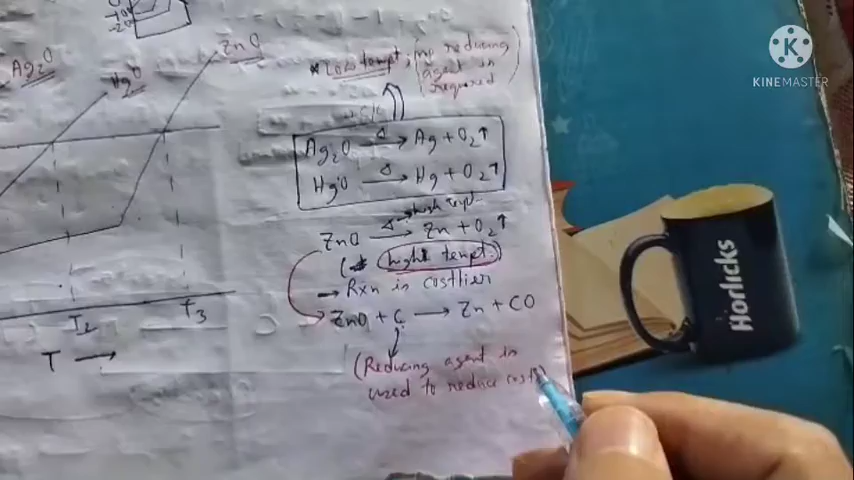 -20
Ag2O
ZnO
*Low tempt, (no reducing
agent is
required)
Ag2O —Δ→ Ag + O2↑
HgO —Δ→ Hg + O2↑
Δ→high tempt.
ZnO → Zn + O2↑
(high tempt.)
→ Rxn is costlier
ZnO + C → Zn + CO
(Reducing agent is
used to reduce cost)
T2
T3
T →
KINEMASTER
HORLICKS